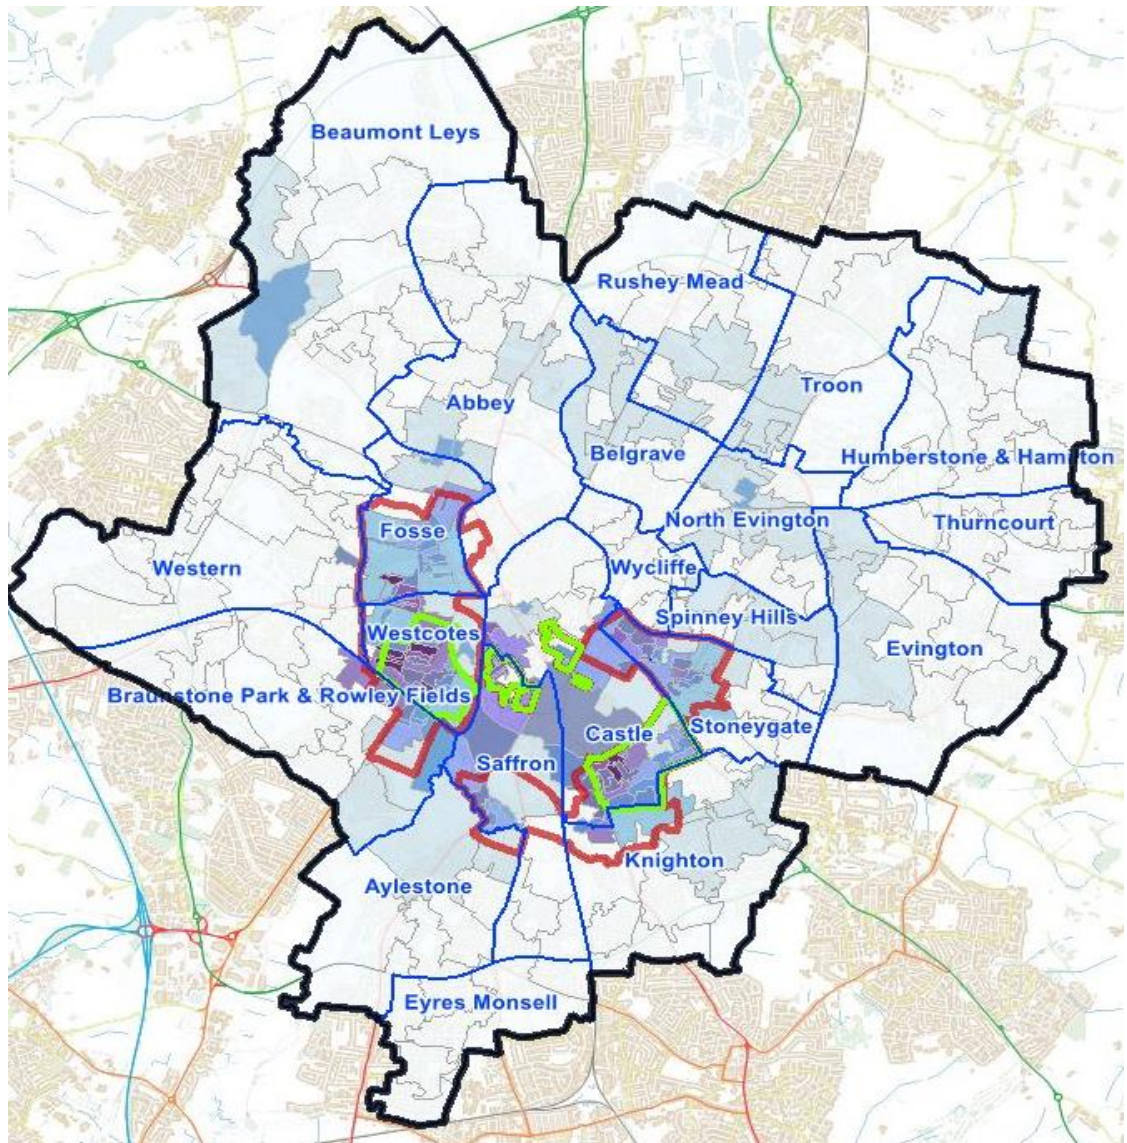 Beaumont Leys
Rushey Mead
Troon
Abbey
Belgrave
Humberstone & Hamilton
North Evington
Thurncourt
Fosse
Western
Wycliffe
Spinney Hills
Westcotes
Evington
Braunstone Park & Rowley Fields
Stoneygate
Castle
Saffron
Knighton
Aylestone
Eyres Monsell